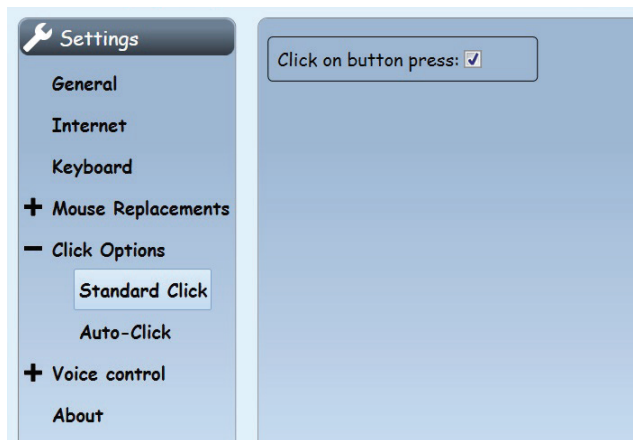 Settings
General
Internet
Keyboard
Mouse Replacements
Click Options
Standard Click
Auto-Click
Voice control
About
Click on button press: